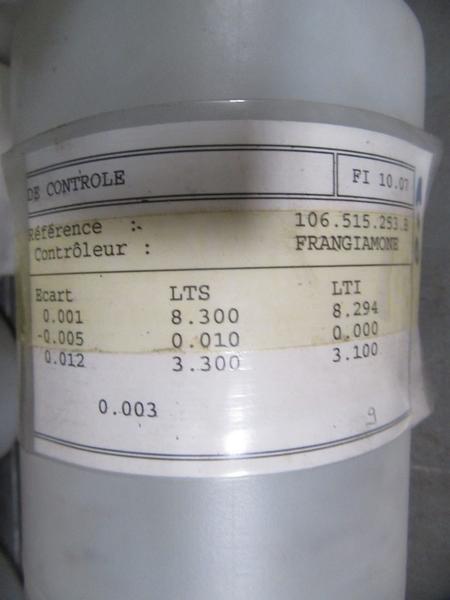 DE CONTROLE FI 10.07
Référence : 106.515.253.B
Contrôleur : FRANGIAMONE
Ecart LTS LTI
0.001 8.300 8.294
-0.005 0.010 0.000
0.012 3.300 3.100
0.003
9